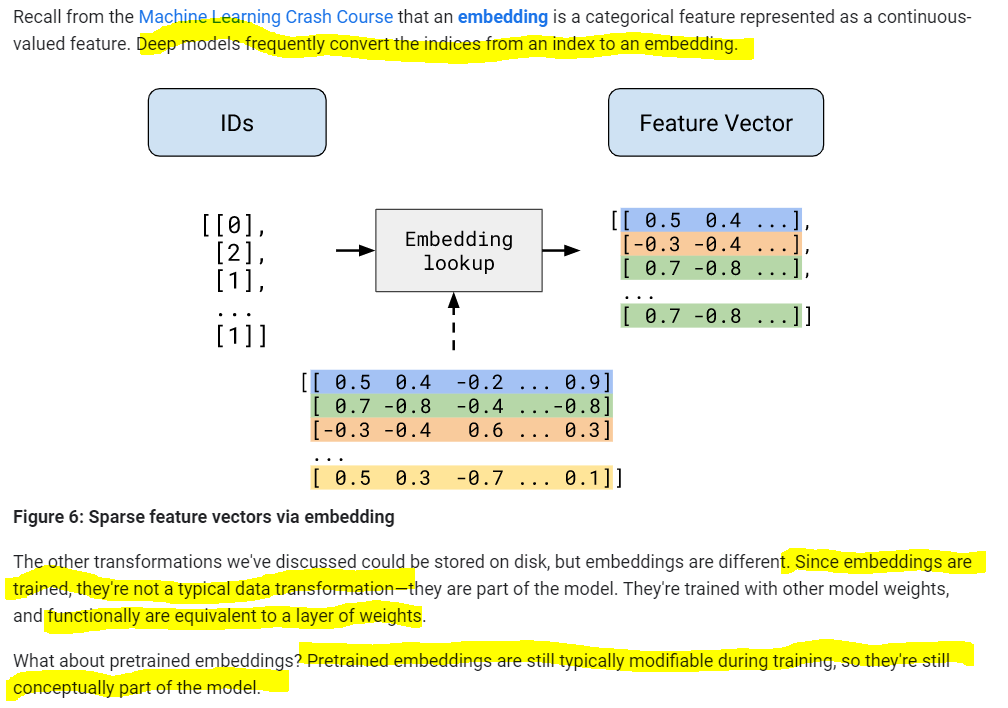 Recall from the Machine Learning Crash Course that an embedding is a categorical feature represented as a continuous-
valued feature. Deep models frequently convert the indices from an index to an embedding.
IDs
Feature Vector
[[0],
[2],
[1],
...
[1]]
Embedding
lookup
[[ 0.5 0.4 ...],
[-0.3 -0.4 ...],
[ 0.7 -0.8 ...],
...
[ 0.7 -0.8 ...]]
[[ 0.5 0.4 -0.2 ... 0.9]
[ 0.7 -0.8 -0.4 ...-0.8]
[-0.3 -0.4 0.6 ... 0.3]
...
[ 0.5 0.3 -0.7 ... 0.1]]
Figure 6: Sparse feature vectors via embedding
The other transformations we've discussed could be stored on disk, but embeddings are different. Since embeddings are
trained, they're not a typical data transformation—they are part of the model. They're trained with other model weights,
and functionally are equivalent to a layer of weights.
What about pretrained embeddings? Pretrained embeddings are still typically modifiable during training, so they're still
conceptually part of the model.